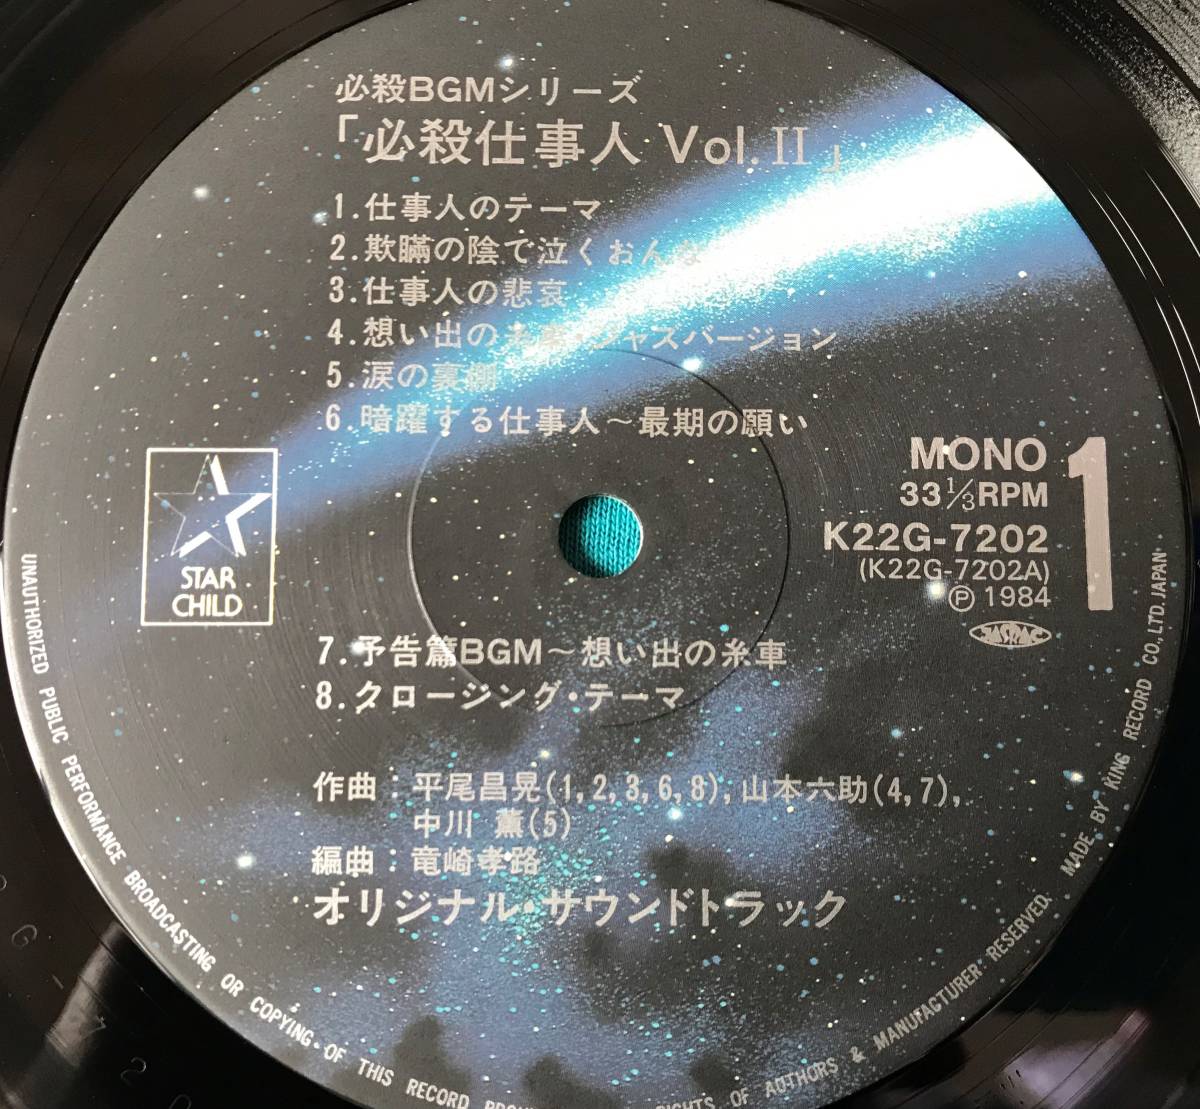 必殺BGMシリーズ
「必殺仕事人 Vol.II」
1.仕事人のテーマ
2.欺瞞の陰で泣くおんな
3.仕事人の悲哀
4.想い出の糸車・ジャズバージョン
5.涙の裏側
6.暗躍する仕事人～最期の願い
MONO
33 1/3 RPM
K22G-7202
(K22G-7202A)
Ⓟ 1984
1
JASRAC
STAR
CHILD
7.予告篇BGM～想い出の糸車
8.クロージング・テーマ
作曲:平尾昌晃(1,2,3,6,8),山本六助(4,7),
中川 薫(5)
編曲:竜崎孝路
オリジナル・サウンドトラック
UNAUTHORIZED PUBLIC PERFORMANCE BROADCASTING OR COPYING OF THIS RECORD RIGHTS OF AUTHORS & MANUFACTURER RESERVED. MADE BY KING RECORD CO., LTD. JAPAN